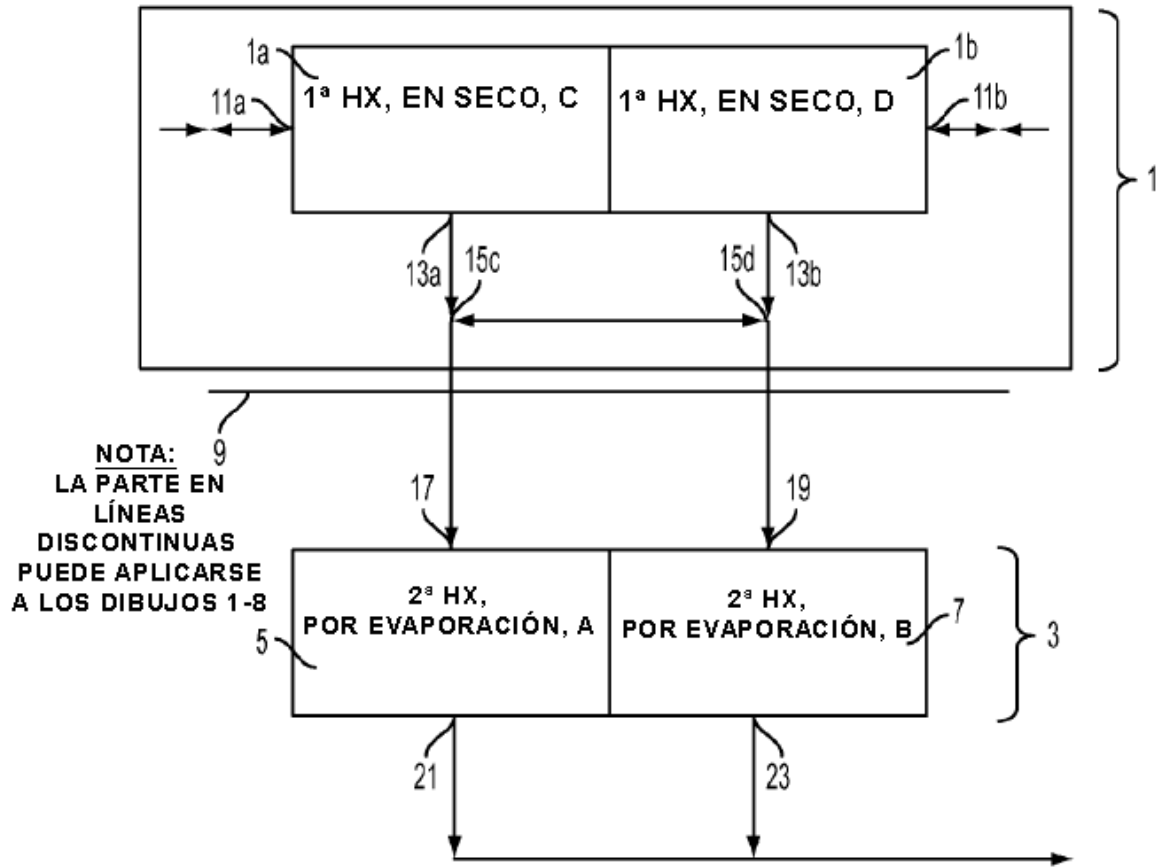 1a
1b
1ª HX, EN SECO, C
1ª HX, EN SECO, D
11a
11b
1
13a
15c
15d
13b
9
NOTA:
LA PARTE EN
LÍNEAS
DISCONTINUAS
PUEDE APLICARSE
A LOS DIBUJOS 1-8
17
19
2ª HX,
POR EVAPORACIÓN, A
2ª HX,
POR EVAPORACIÓN, B
5
7
3
21
23